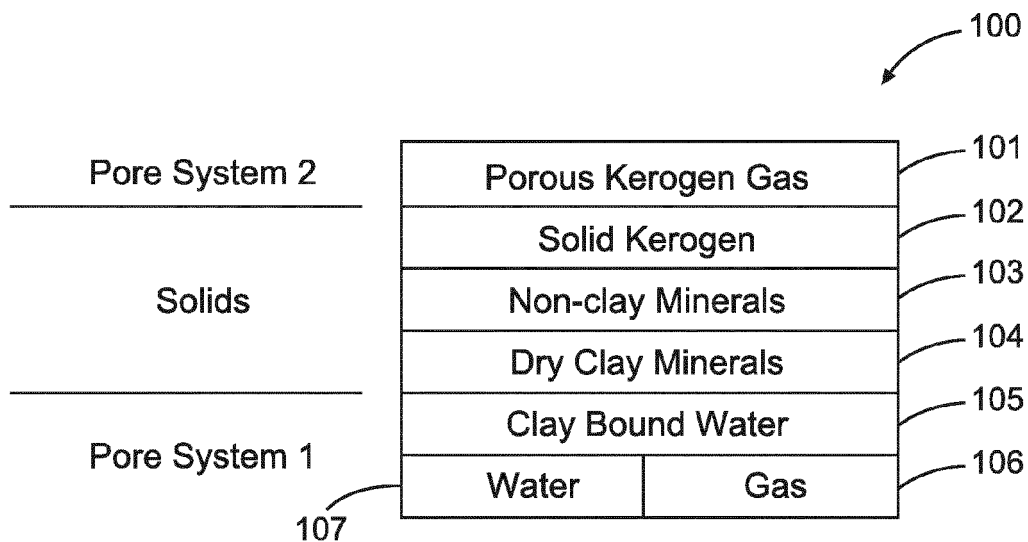 100
Pore System 2
Porous Kerogen Gas
101
Solid Kerogen
102
Solids
Non-clay Minerals
103
Dry Clay Minerals
104
Clay Bound Water
105
Pore System 1
Water
Gas
106
107